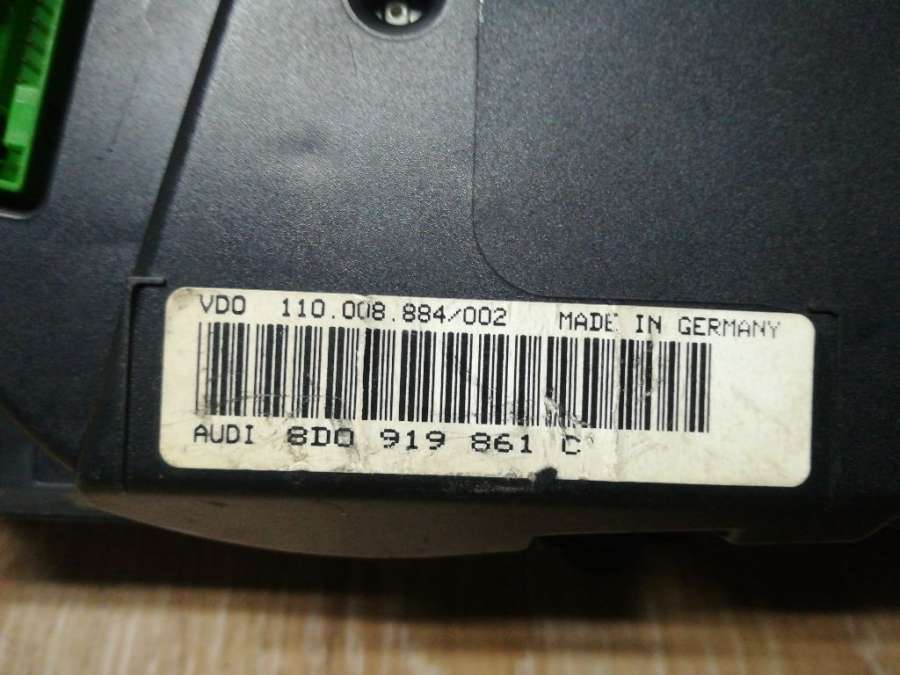 VDO 110.008.884/002 MADE IN GERMANY
AUDI 8D0 919 861 C